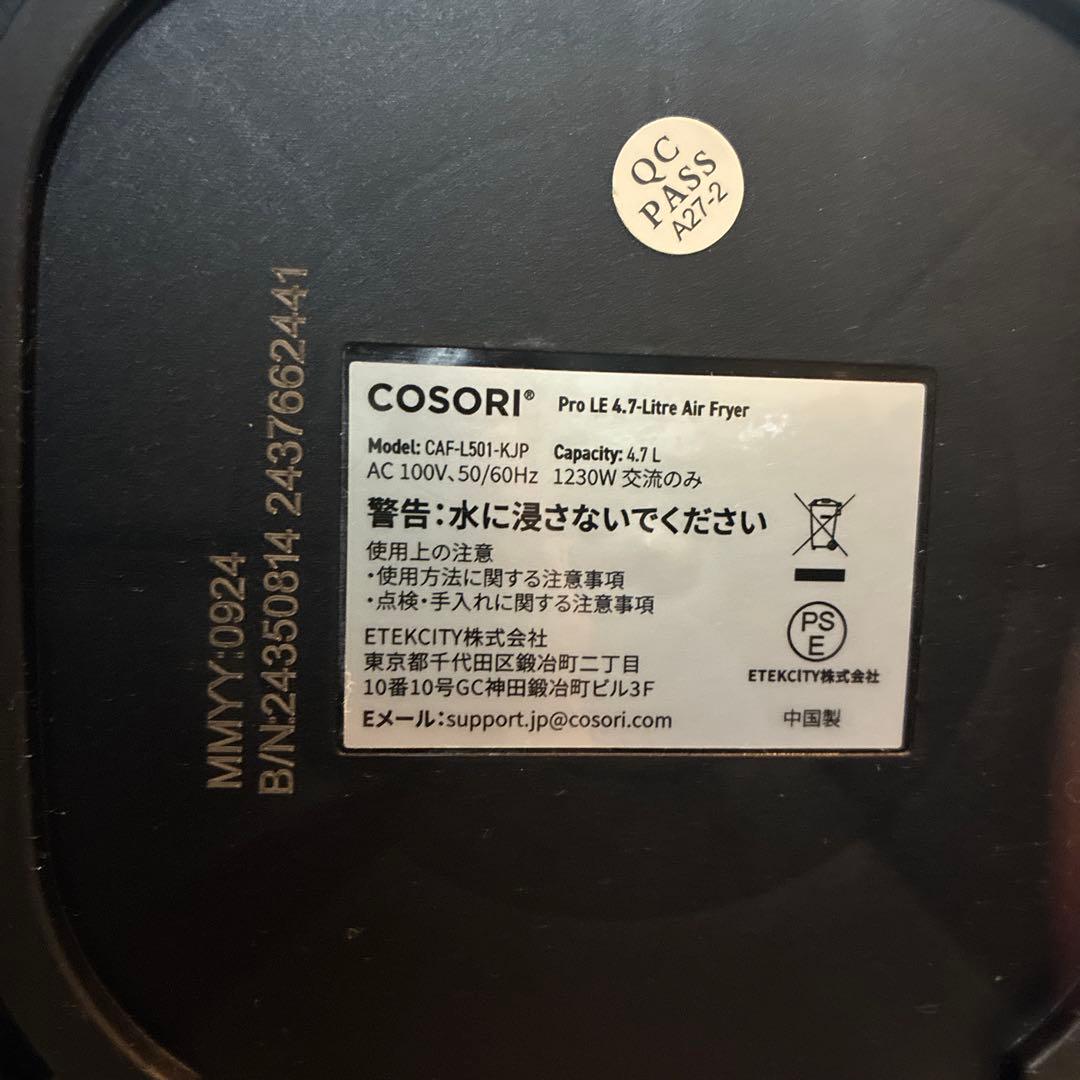 QC
PASS
A27-2
COSORI® Pro LE 4.7-Litre Air Fryer
Model: CAF-L501-KJP Capacity: 4.7 L
AC 100V、50/60Hz 1230W 交流のみ
警告：水に浸さないでください
使用上の注意
・使用方法に関する注意事項
・点検・手入れに関する注意事項
ETEKCITY株式会社
東京都千代田区鍛冶町二丁目
10番10号GC神田鍛冶町ビル3F
Eメール：support.jp@cosori.com
PS
E
ETEKCITY株式会社
中国製
MMYY:0924
B/N:24350814 2437662441